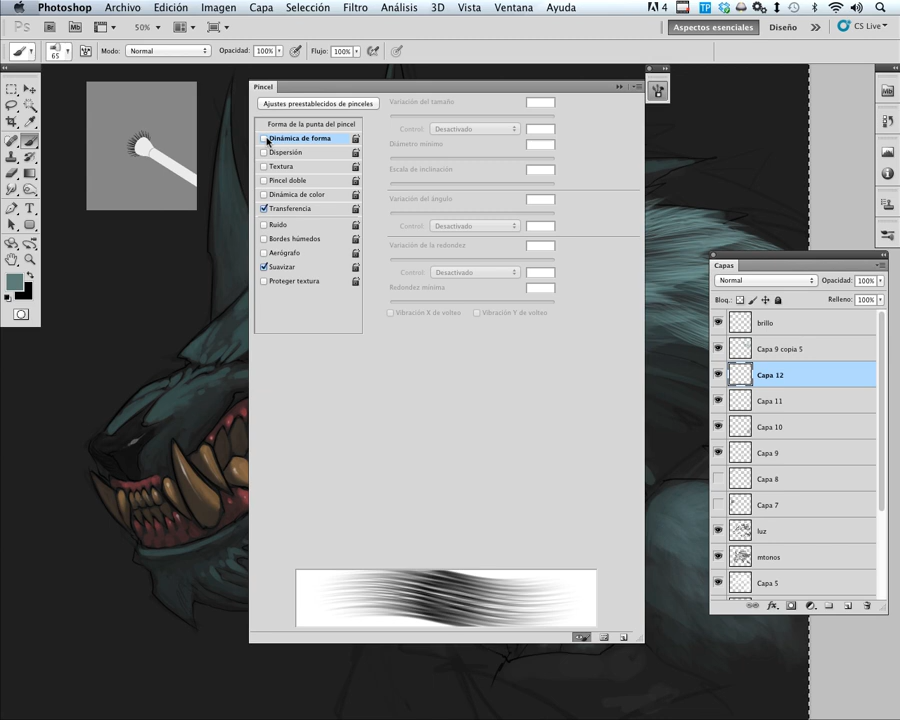 Photoshop Archivo Edición Imagen Capa Selección Filtro Análisis 3D Vista Ventana Ayuda 4
Ps Br Mb 50% Aspectos esenciales Diseño CS Live
65 Modo: Normal Opacidad: 100% Flujo: 100%
Pincel
Ajustes preestablecidos de pinceles
Forma de la punta del pincel
Dinámica de forma
Dispersión
Textura
Pincel doble
Dinámica de color
Transferencia
Ruido
Bordes húmedos
Aerógrafo
Suavizar
Proteger textura
Variación del tamaño
Control: Desactivado
Diámetro mínimo
Escala de inclinación
Variación del ángulo
Control: Desactivado
Variación de la redondez
Control: Desactivado
Redondez mínima
Vibración X de volteo Vibración Y de volteo
Capas
Normal Opacidad: 100%
Bloq.: Relleno: 100%
brillo
Capa 9 copia 5
Capa 12
Capa 11
Capa 10
Capa 9
Capa 8
Capa 7
luz
mtonos
Capa 5